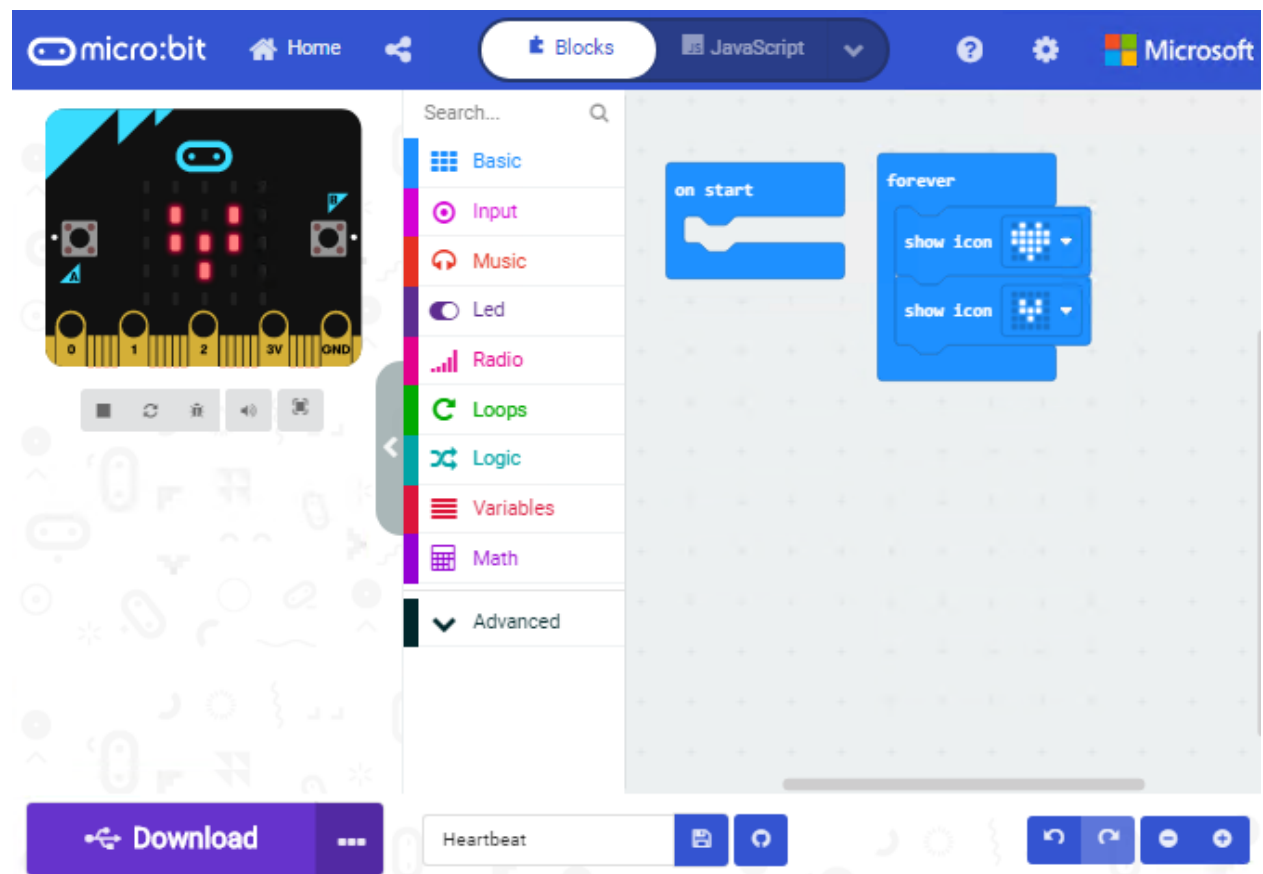 micro:bit Home Blocks JS JavaScript ? Microsoft
Search...
Basic
Input
Music
Led
Radio
Loops
Logic
Variables
Math
Advanced
B
A
0 1 2 3V GND
on start
forever
show icon
show icon
Download ...
Heartbeat